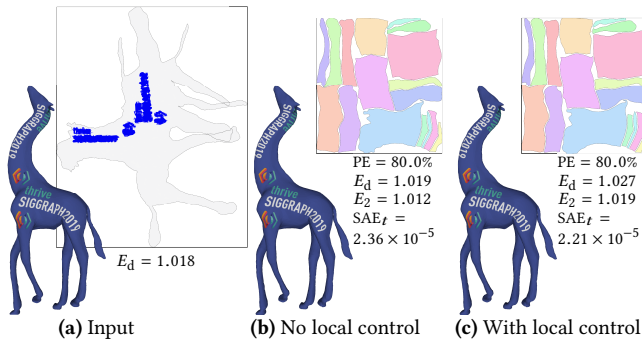 thrive
SIGGRAPH2019
SIGGRAPH2019
thrive
SIGGRAPH2019
E_d = 1.018
(a) Input
SIGGRAPH2019
thrive
SIGGRAPH2019
PE = 80.0%
E_d = 1.019
E_2 = 1.012
SAE_t =
2.36 × 10⁻⁵
(b) No local control
SIGGRAPH2019
thrive
SIGGRAPH2019
PE = 80.0%
E_d = 1.027
E_2 = 1.019
SAE_t =
2.21 × 10⁻⁵
(c) With local control